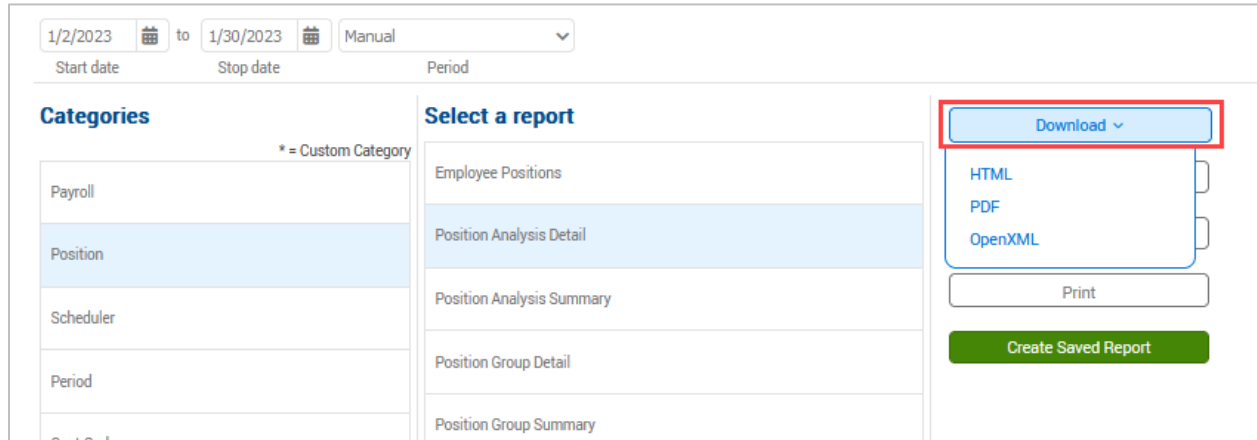 1/2/2023 to 1/30/2023 Manual
Start date Stop date Period
Categories
* = Custom Category
Payroll
Position
Scheduler
Period
Select a report
Employee Positions
Position Analysis Detail
Position Analysis Summary
Position Group Detail
Position Group Summary
Download
HTML
PDF
OpenXML
Print
Create Saved Report